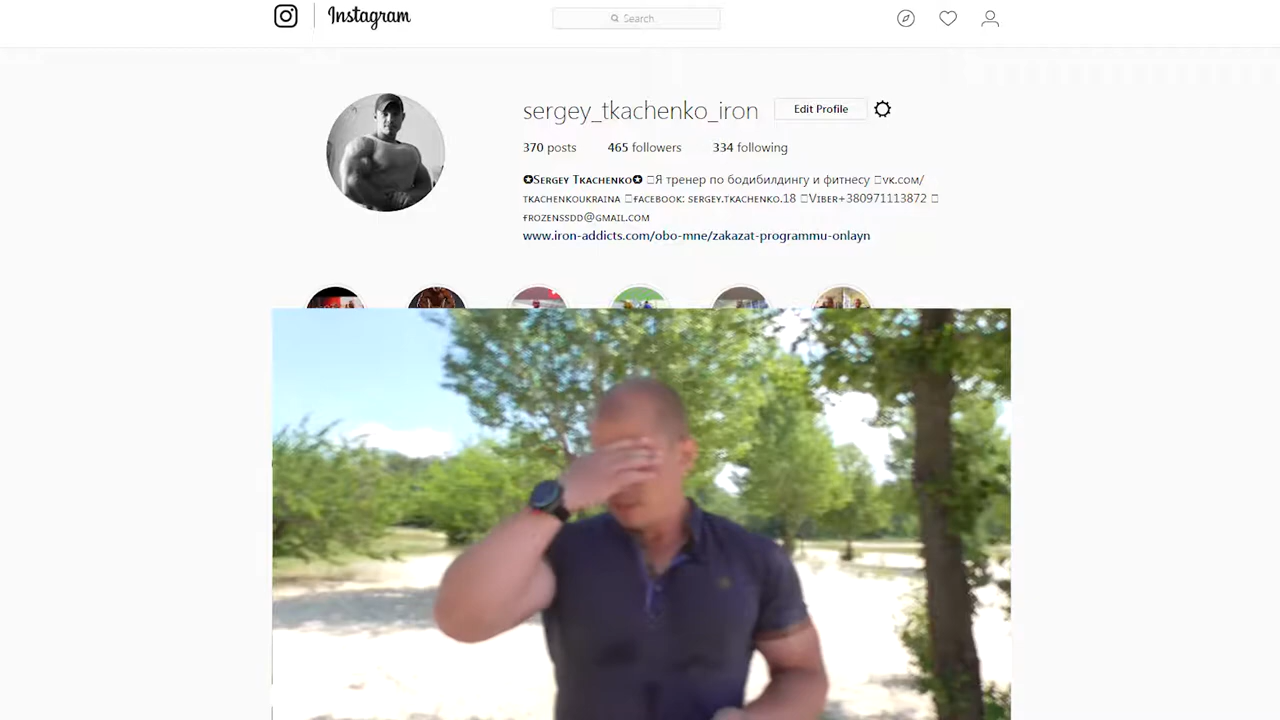 Instagram
Search
sergey_tkachenko_iron
Edit Profile
370 posts 465 followers 334 following
✪Sergey Tkachenko✪ Я тренер по бодибилдингу и фитнесу vk.com/
tkachenkoukraina facebook: sergey.tkachenko.18 Viber+380971113872
frozenssdd@gmail.com
www.iron-addicts.com/obo-mne/zakazat-programmu-onlayn